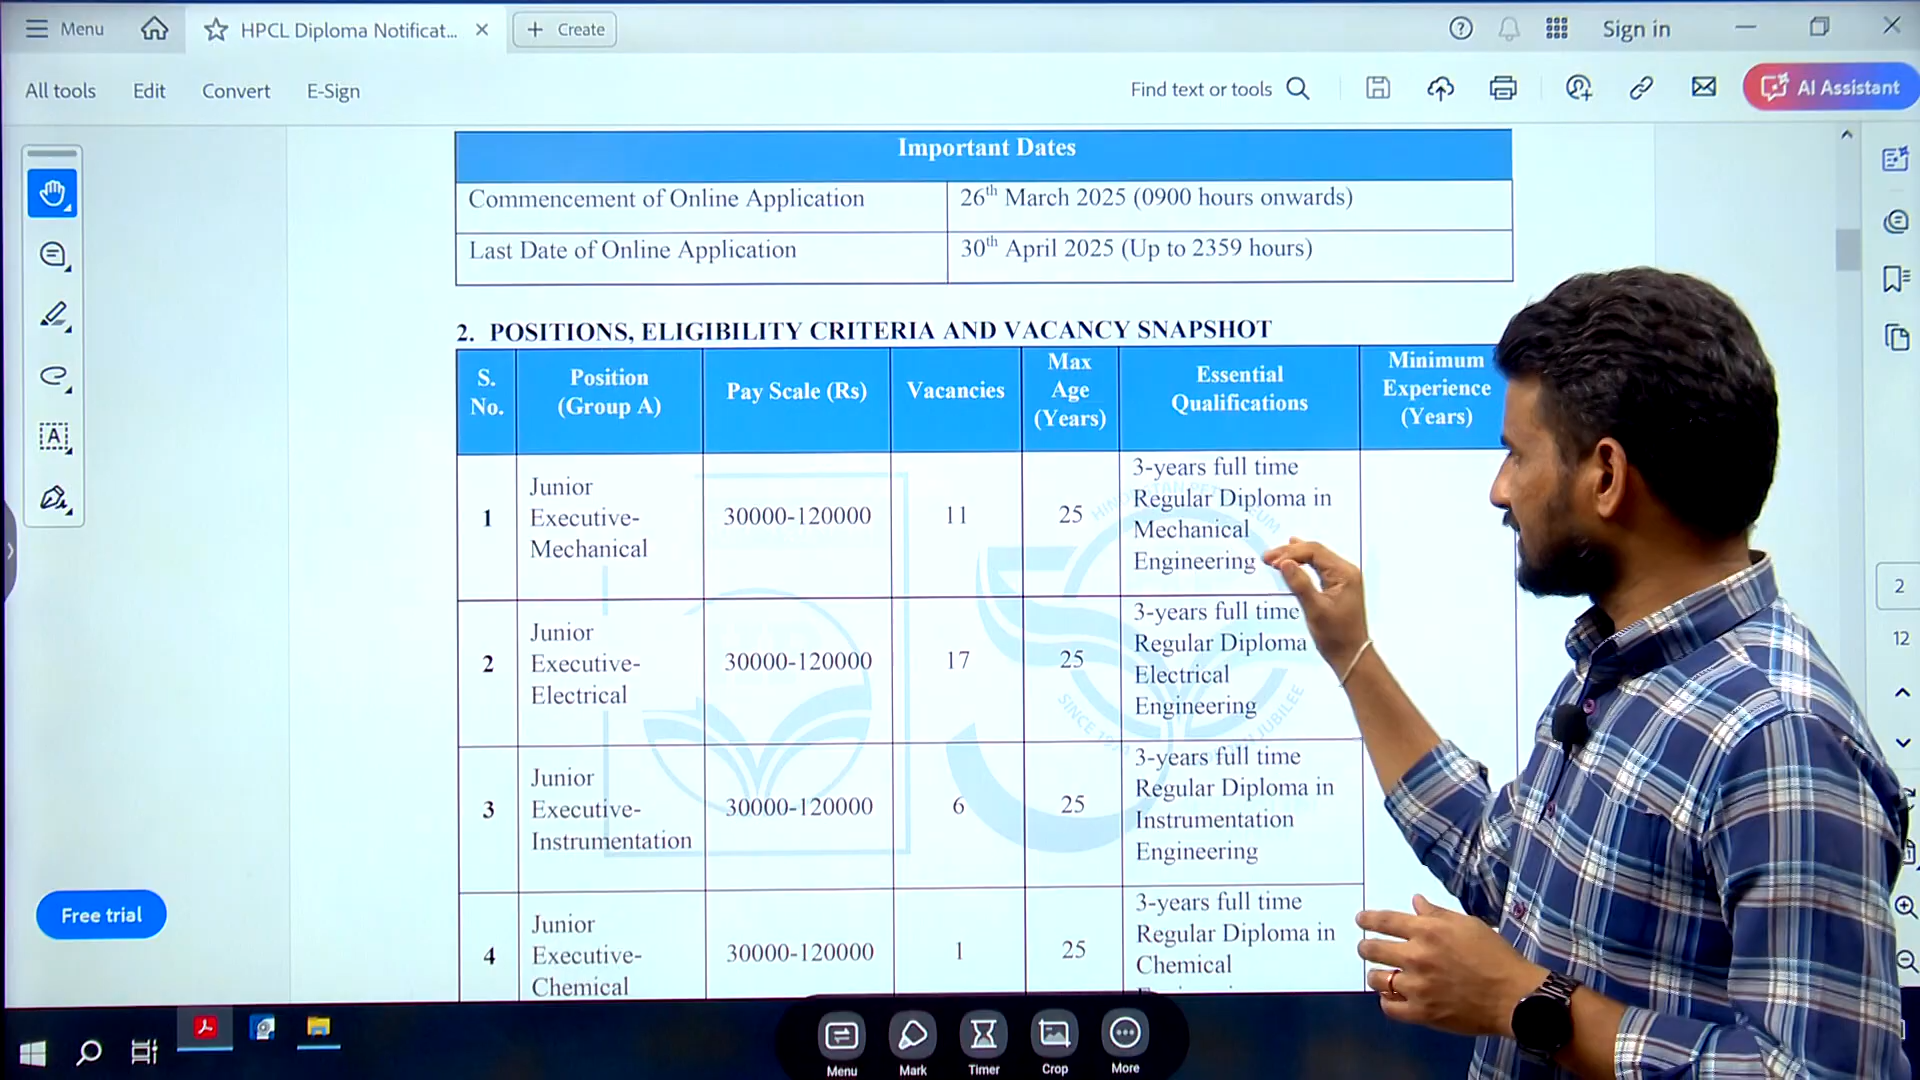 Menu
HPCL Diploma Notificat...
Create
Sign in
All tools
Edit
Convert
E-Sign
Find text or tools
AI Assistant
Important Dates
Commencement of Online Application
26th March 2025 (0900 hours onwards)
Last Date of Online Application
30th April 2025 (Up to 2359 hours)
2. POSITIONS, ELIGIBILITY CRITERIA AND VACANCY SNAPSHOT
S. No.
Position (Group A)
Pay Scale (Rs)
Vacancies
Max Age (Years)
Essential Qualifications
Minimum Experience (Years)
1
Junior
Executive-
Mechanical
30000-120000
11
25
3-years full time
Regular Diploma in
Mechanical
Engineering
2
Junior
Executive-
Electrical
30000-120000
17
25
3-years full time
Regular Diploma
Electrical
Engineering
3
Junior
Executive-
Instrumentation
30000-120000
6
25
3-years full time
Regular Diploma in
Instrumentation
Engineering
4
Junior
Executive-
Chemical
30000-120000
1
25
3-years full time
Regular Diploma in
Chemical
2
12
Free trial
Menu
Mark
Timer
Crop
More